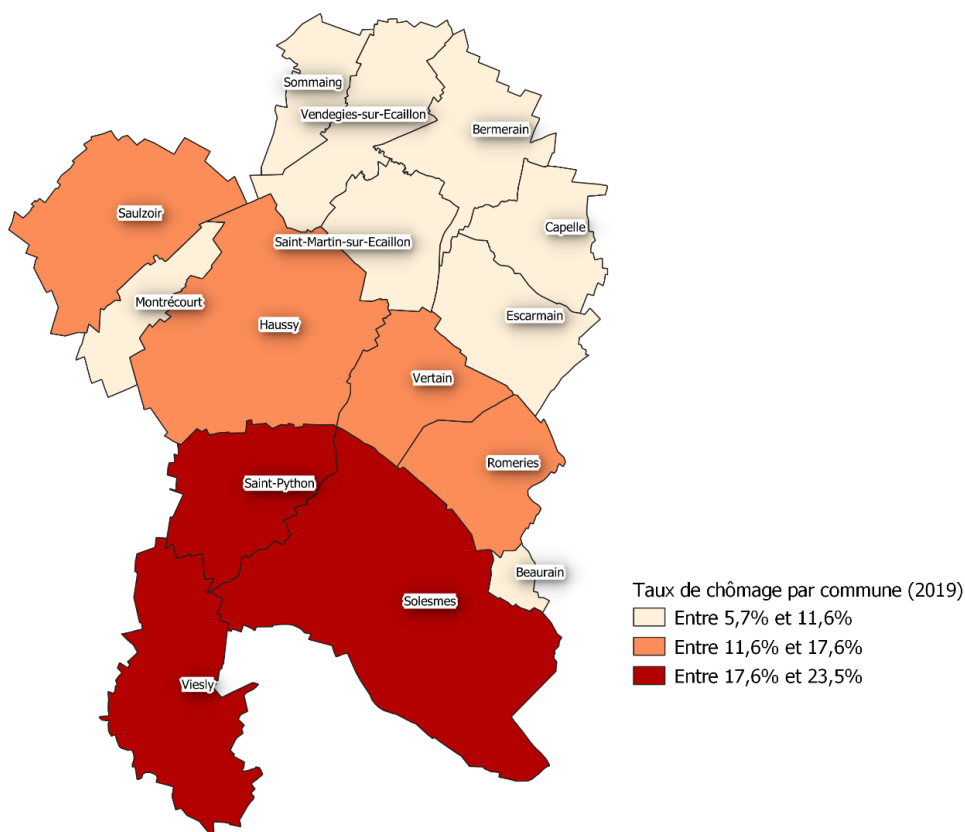 Sommaing
Vendegies-sur-Ecaillon
Bermerain
Saulzoir
Capelle
Saint-Martin-sur-Ecaillon
Montrécourt
Escarmain
Haussy
Vertain
Romeries
Saint-Python
Beaurain
Solesmes
Viesly
Taux de chômage par commune (2019)
Entre 5,7% et 11,6%
Entre 11,6% et 17,6%
Entre 17,6% et 23,5%